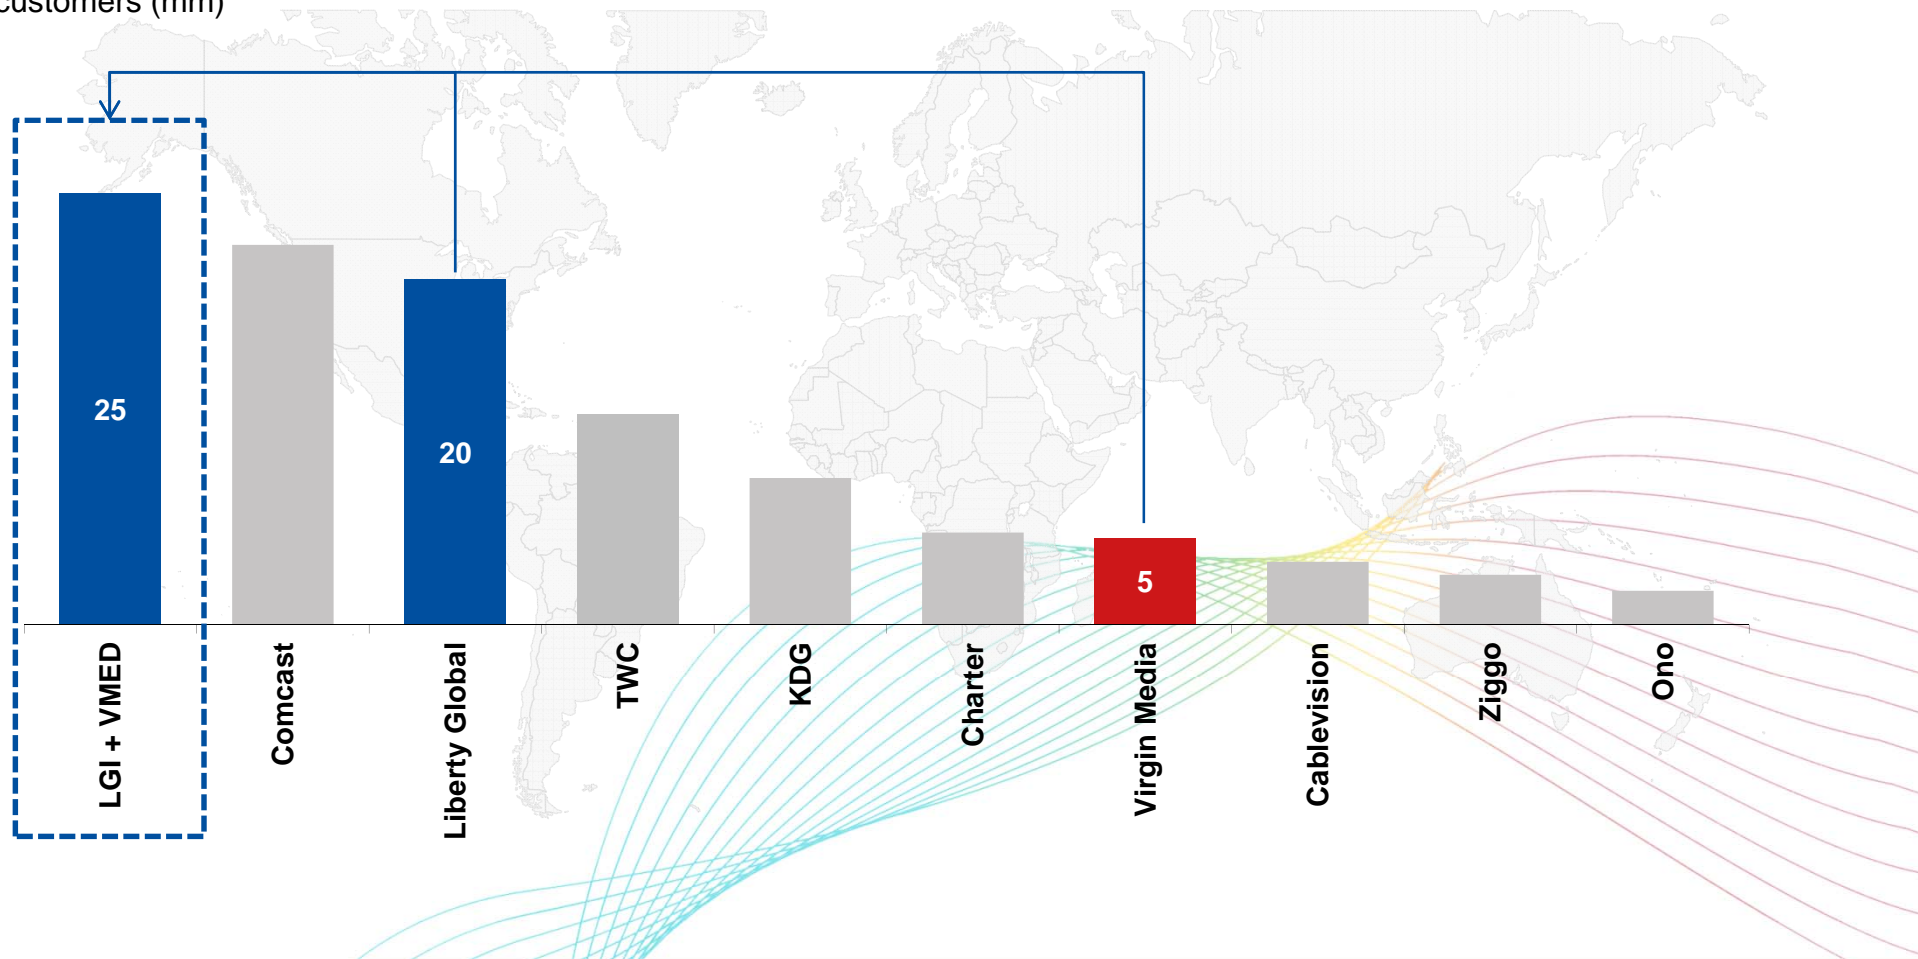 customers (mm)
25
20
5
LGI + VMED
Comcast
Liberty Global
TWC
KDG
Charter
Virgin Media
Cablevision
Ziggo
Ono